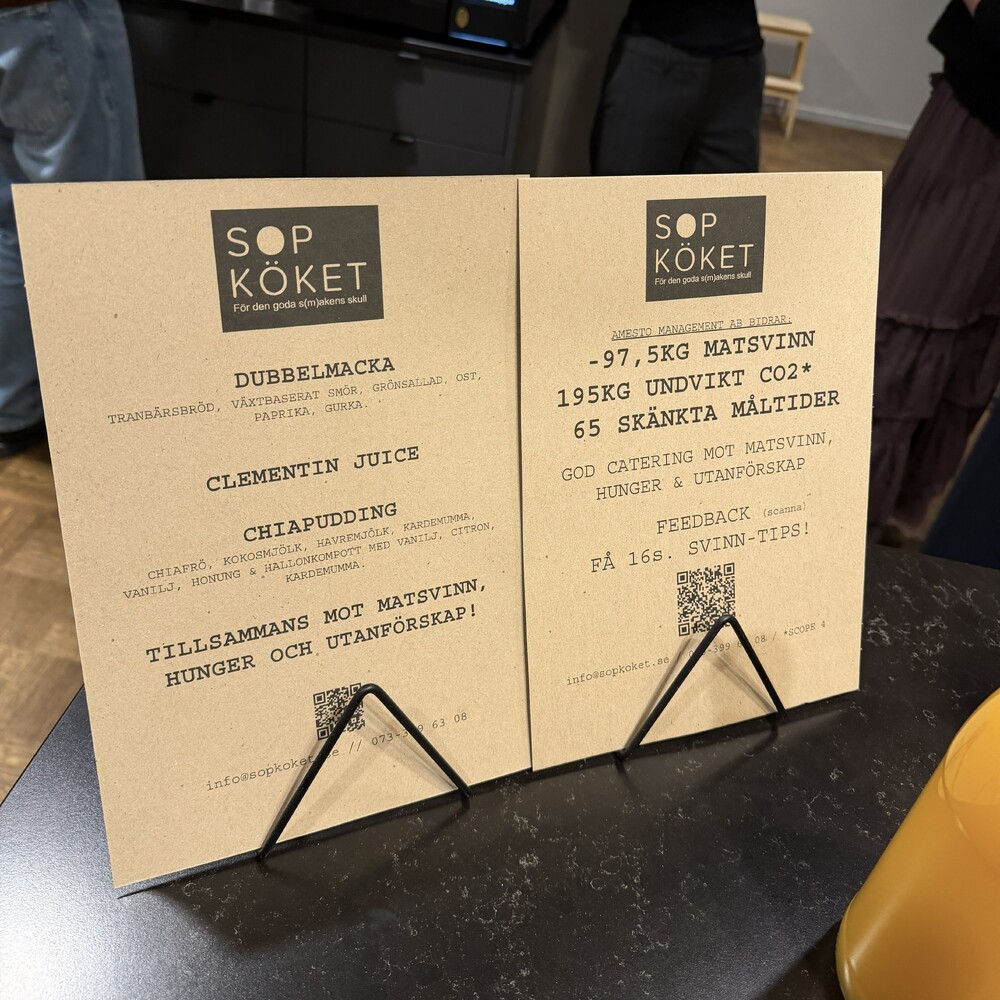 SOP
KÖKET
För den goda s(m)akens skull
DUBBELMACKA
TRANBÄRSBRÖD, VÄXTBASERAT SMÖR, GRÖNSALLAD, OST,
PAPRIKA, GURKA.
CLEMENTIN JUICE
CHIAPUDDING
CHIAFRÖ, KOKOSMJÖLK, HAVREMJÖLK, KARDEMUMMA,
VANILJ, HONUNG & HALLONKOMPOTT MED VANILJ, CITRON,
KARDEMUMMA.
TILLSAMMANS MOT MATSVINN,
HUNGER OCH UTANFÖRSKAP!
info@sopkoket.se // 073-399 63 08
SOP
KÖKET
För den goda s(m)akens skull
AMESTO MANAGEMENT AB BIDRAR:
-97,5KG MATSVINN
195KG UNDVIKT CO2*
65 SKÄNKTA MÅLTIDER
GOD CATERING MOT MATSVINN,
HUNGER & UTANFÖRSKAP
FEEDBACK (scanna)
FÅ 16s. SVINN-TIPS!
info@sopkoket.se / 073-399 63 08 / *SCOPE 4